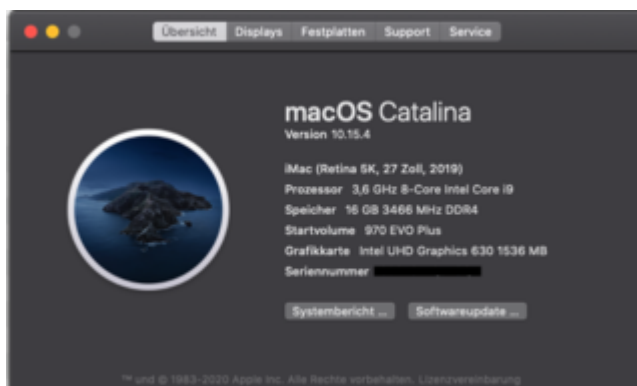 Übersicht Displays Festplatten Support Service
macOS Catalina
Version 10.15.4
iMac (Retina 5K, 27 Zoll, 2019)
Prozessor 3,6 GHz 8-Core Intel Core i9
Speicher 16 GB 3466 MHz DDR4
Startvolume 970 EVO Plus
Grafikkarte Intel UHD Graphics 630 1536 MB
Seriennummer
Systembericht ... Softwareupdate ...
™ und © 1983-2020 Apple Inc. Alle Rechte vorbehalten. Lizenzvereinbarung